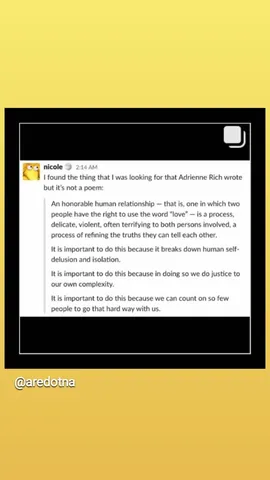 nicole 2:16 AM
I found the thing that I was looking for that Adrienne Rich wrote
but it's not a poem:
An honorable human relationship — that is, one in which two
people have the right to use the word "love" — is a process,
delicate, violent, often terrifying to both persons involved, a
process of refining the truths they can tell each other.
It is important to do this because it breaks down human self-
delusion and isolation.
It is important to do this because in doing so we do justice to
our own complexity.
It is important to do this because we can count on so few
people to go that hard way with us.
@aredotna